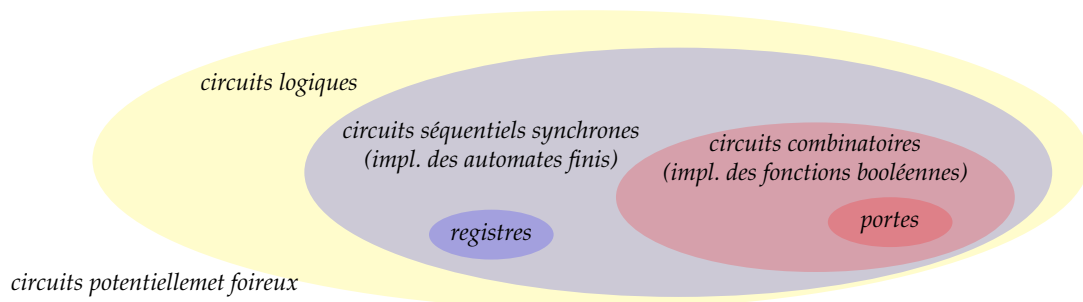 circuits logiques
circuits séquentiels synchrones
(impl. des automates finis)
circuits combinatoires
(impl. des fonctions booléennes)
registres
portes
circuits potentiellemet foireux